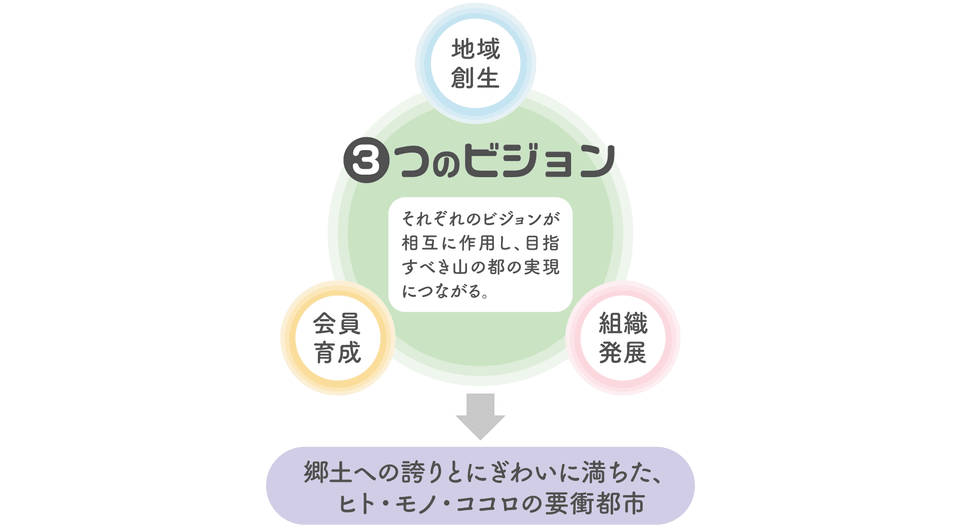 地域
創生
3つのビジョン
それぞれのビジョンが
相互に作用し、目指
すべき山の都の実現
につながる。
会員
育成
組織
発展
郷土への誇りとにぎわいに満ちた、
ヒト・モノ・ココロの要衝都市